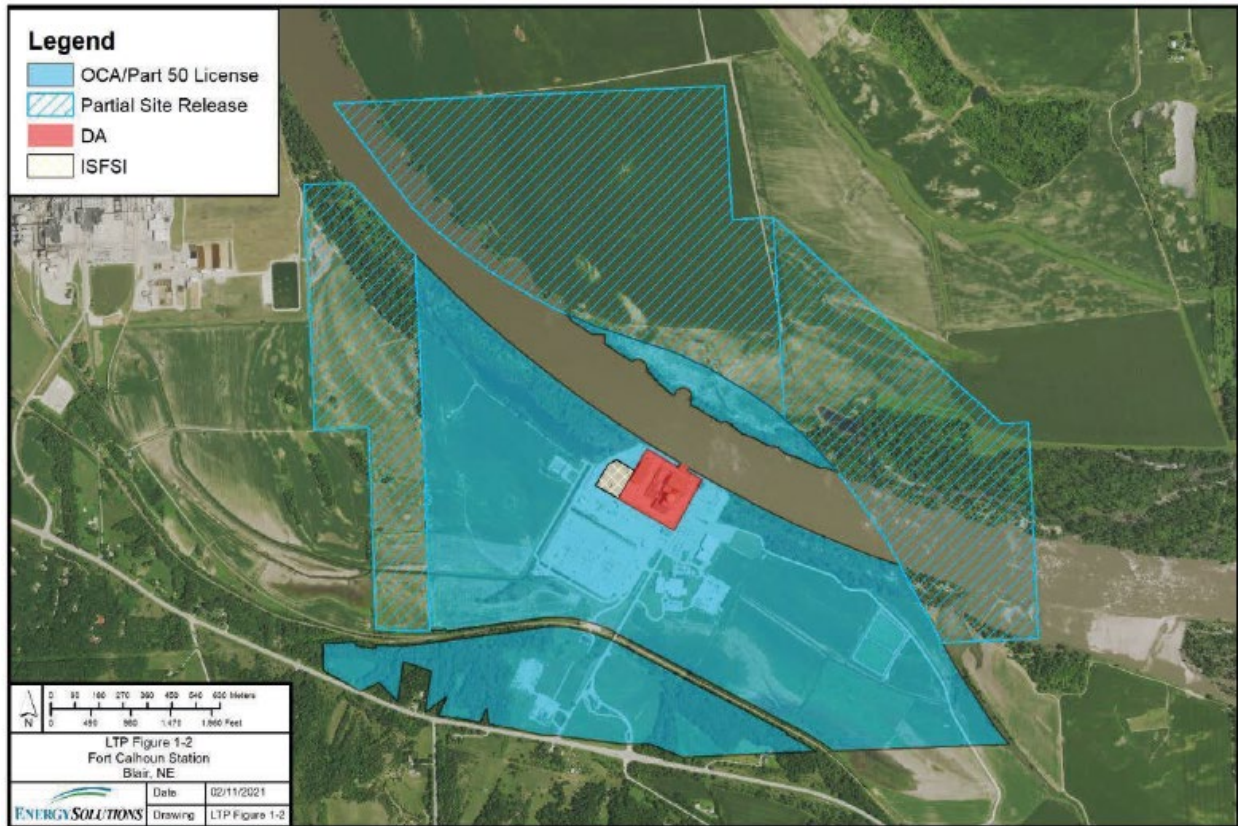 Legend
OCA/Part 50 License
Partial Site Release
DA
ISFSI
0 90 180 270 360 450 540 630 Meters
N
0 490 980 1,470 1,960 Feet
LTP Figure 1-2
Fort Calhoun Station
Blair, NE
ENERGYSOLUTIONS
Date 02/11/2021
Drawing LTP Figure 1-2